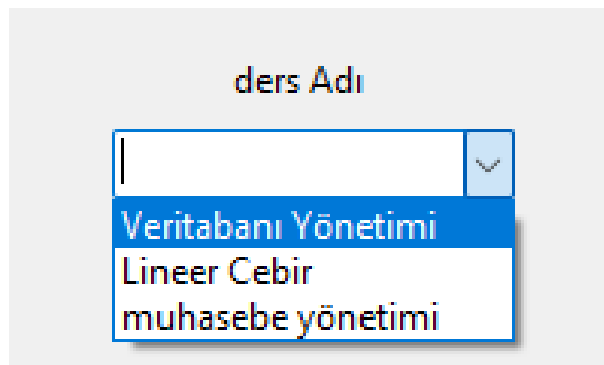 ders Adı
Veritabanı Yönetimi
Lineer Cebir
muhasebe yönetimi